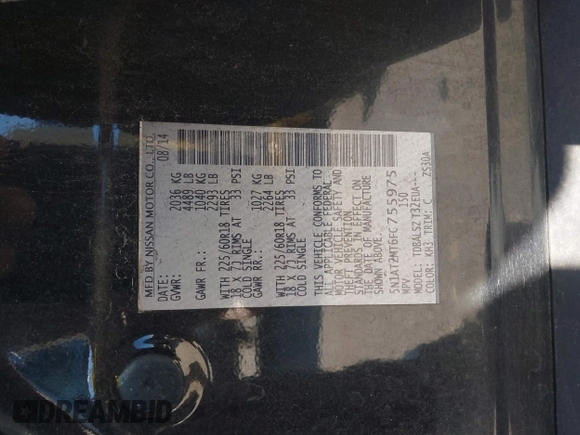 MFD BY NISSAN MOTOR CO., LTD.
DATE: 08/14
GVWR: 2036 KG
4489 LB
GAWR FR.: 1040 KG
2293 LB
WITH 225/60R18 TIRES
18 X 7J RIMS AT 33 PSI
COLD SINGLE
GAWR RR.: 1027 KG
2264 LB
WITH 225/60R18 TIRES
18 X 7J RIMS AT 33 PSI
COLD SINGLE
THIS VEHICLE CONFORMS TO
ALL APPLICABLE FEDERAL
MOTOR VEHICLE SAFETY AND
THEFT PREVENTION
STANDARDS IN EFFECT ON
THE DATE OF MANUFACTURE
SHOWN ABOVE.
5N1AT2MT6FC755975
MPV 150
MODEL: TDBALSZT32EUA----
COLOR: KH3 TRIM: C 2530A
DREAMBID